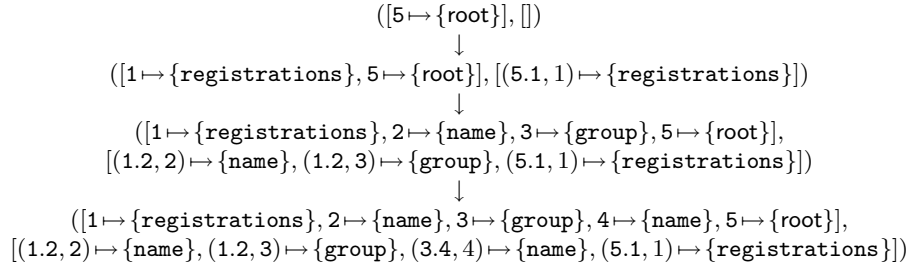 ([5 ↦ {root}], [])
↓
([1 ↦ {registrations}, 5 ↦ {root}], [(5.1, 1) ↦ {registrations}])
↓
([1 ↦ {registrations}, 2 ↦ {name}, 3 ↦ {group}, 5 ↦ {root}],
[(1.2, 2) ↦ {name}, (1.2, 3) ↦ {group}, (5.1, 1) ↦ {registrations}])
↓
([1 ↦ {registrations}, 2 ↦ {name}, 3 ↦ {group}, 4 ↦ {name}, 5 ↦ {root}],
[(1.2, 2) ↦ {name}, (1.2, 3) ↦ {group}, (3.4, 4) ↦ {name}, (5.1, 1) ↦ {registrations}])